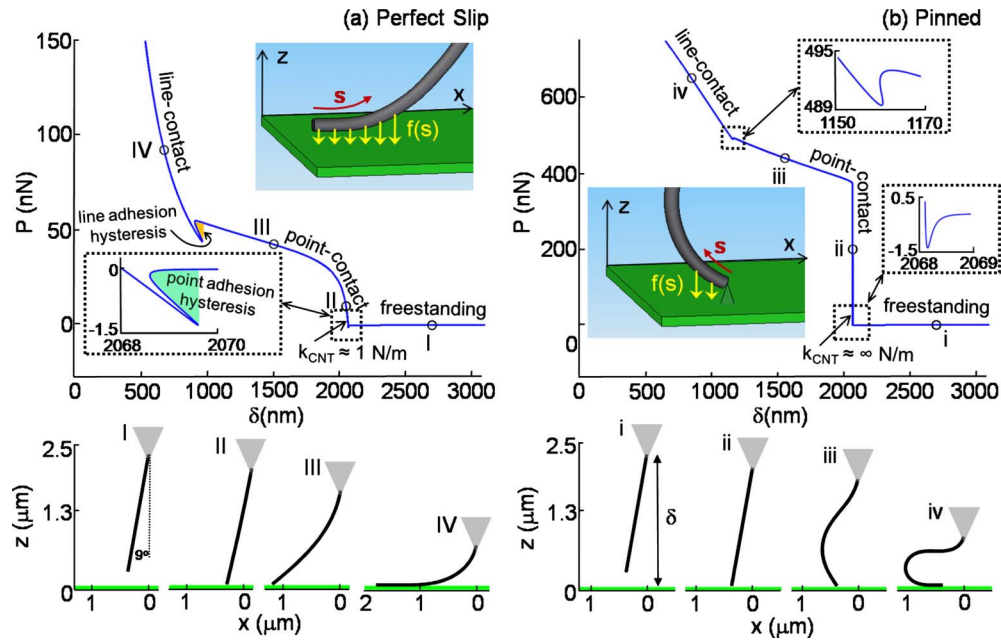 (a) Perfect Slip
150
100
50
0
P (nN)
line-contact
IV
z
s
x
f(s)
line adhesion
hysteresis
III
point-contact
II
0
-1.5
point adhesion
hysteresis
2068
2070
freestanding
I
kCNT ≈ 1 N/m
0
500
1000
1500
2000
2500
3000
δ(nm)
(b) Pinned
600
400
200
0
P (nN)
line-contact
iv
495
489
1150
1170
iii
point-contact
ii
z
s
x
f(s)
0.5
-1.5
2068
2069
freestanding
i
kCNT ≈ ∞ N/m
0
500
1000
1500
2000
2500
3000
δ(nm)
2.5
1.3
0
z (μm)
I
9º
II
III
IV
1
0
1
0
1
0
2
1
0
x (μm)
2.5
1.3
0
z (μm)
i
δ
ii
iii
iv
1
0
1
0
1
0
1
0
x (μm)